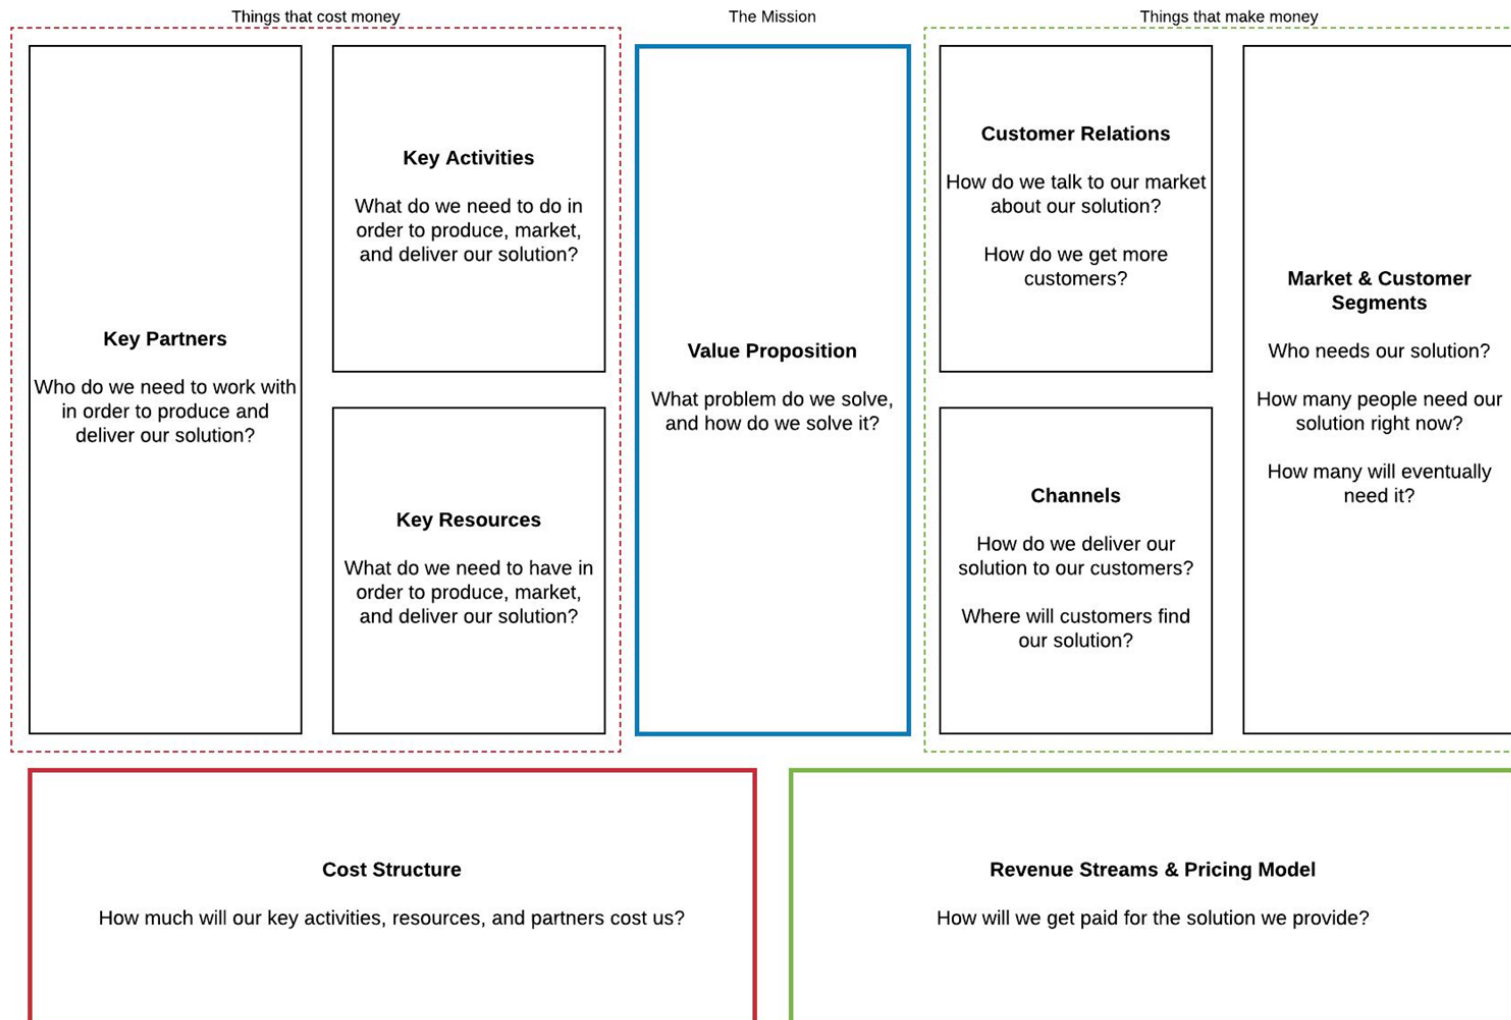 Things that cost money
The Mission
Things that make money
Key Partners
Who do we need to work with
in order to produce and
deliver our solution?
Key Activities
What do we need to do in
order to produce, market,
and deliver our solution?
Key Resources
What do we need to have in
order to produce, market,
and deliver our solution?
Value Proposition
What problem do we solve,
and how do we solve it?
Customer Relations
How do we talk to our market
about our solution?
How do we get more
customers?
Channels
How do we deliver our
solution to our customers?
Where will customers find
our solution?
Market & Customer
Segments
Who needs our solution?
How many people need our
solution right now?
How many will eventually
need it?
Cost Structure
How much will our key activities, resources, and partners cost us?
Revenue Streams & Pricing Model
How will we get paid for the solution we provide?